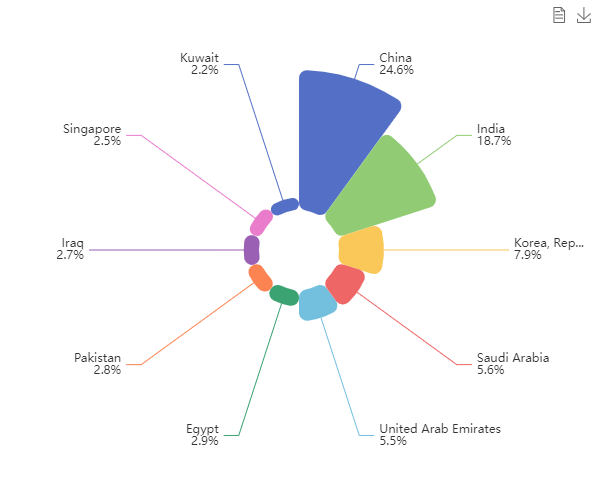 China
24.6%
India
18.7%
Korea, Rep...
7.9%
Saudi Arabia
5.6%
United Arab Emirates
5.5%
Egypt
2.9%
Pakistan
2.8%
Iraq
2.7%
Singapore
2.5%
Kuwait
2.2%